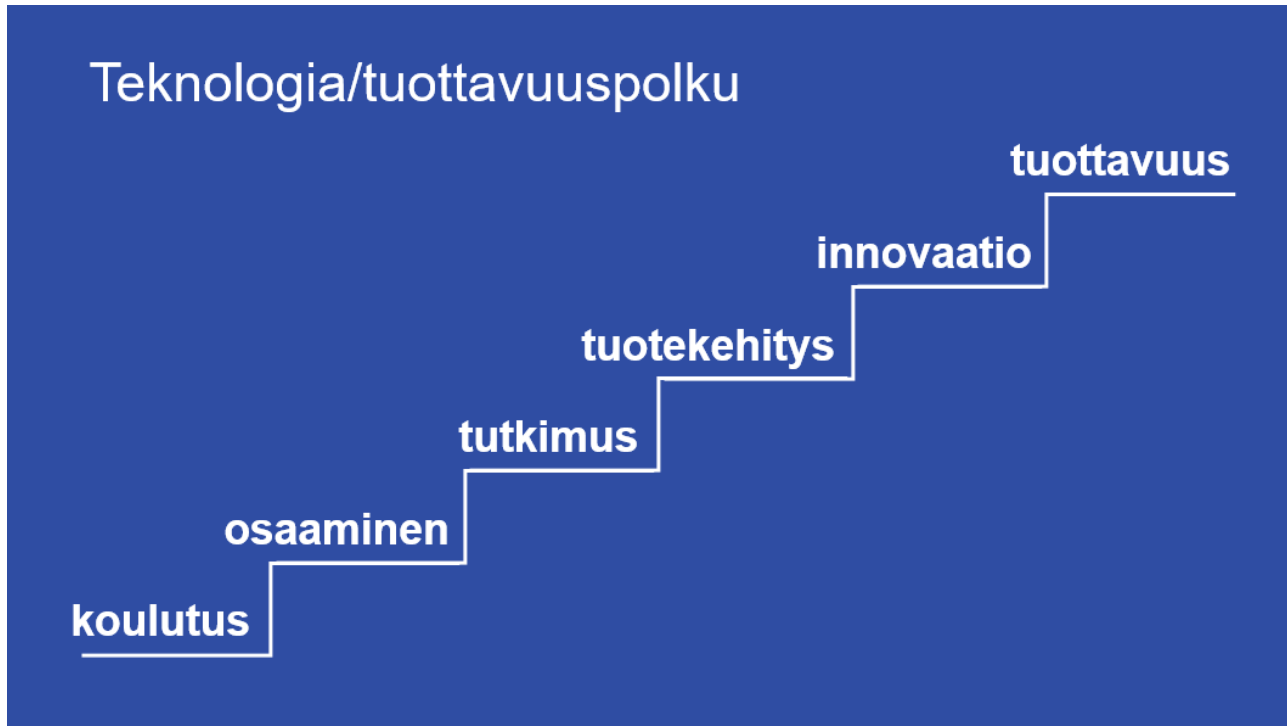 Teknologia/tuottavuuspolku
tuottavuus
innovaatio
tuotekehitys
tutkimus
osaaminen
koulutus